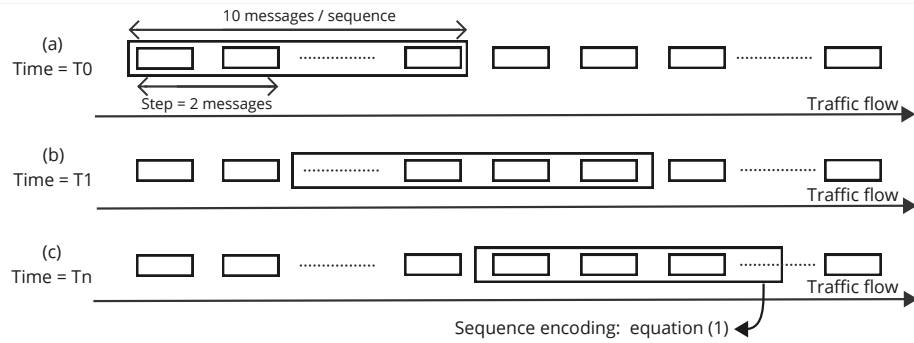 10 messages / sequence
(a)
Time = T0
Step = 2 messages
Traffic flow
(b)
Time = T1
Traffic flow
(c)
Time = Tn
Traffic flow
Sequence encoding: equation (1)